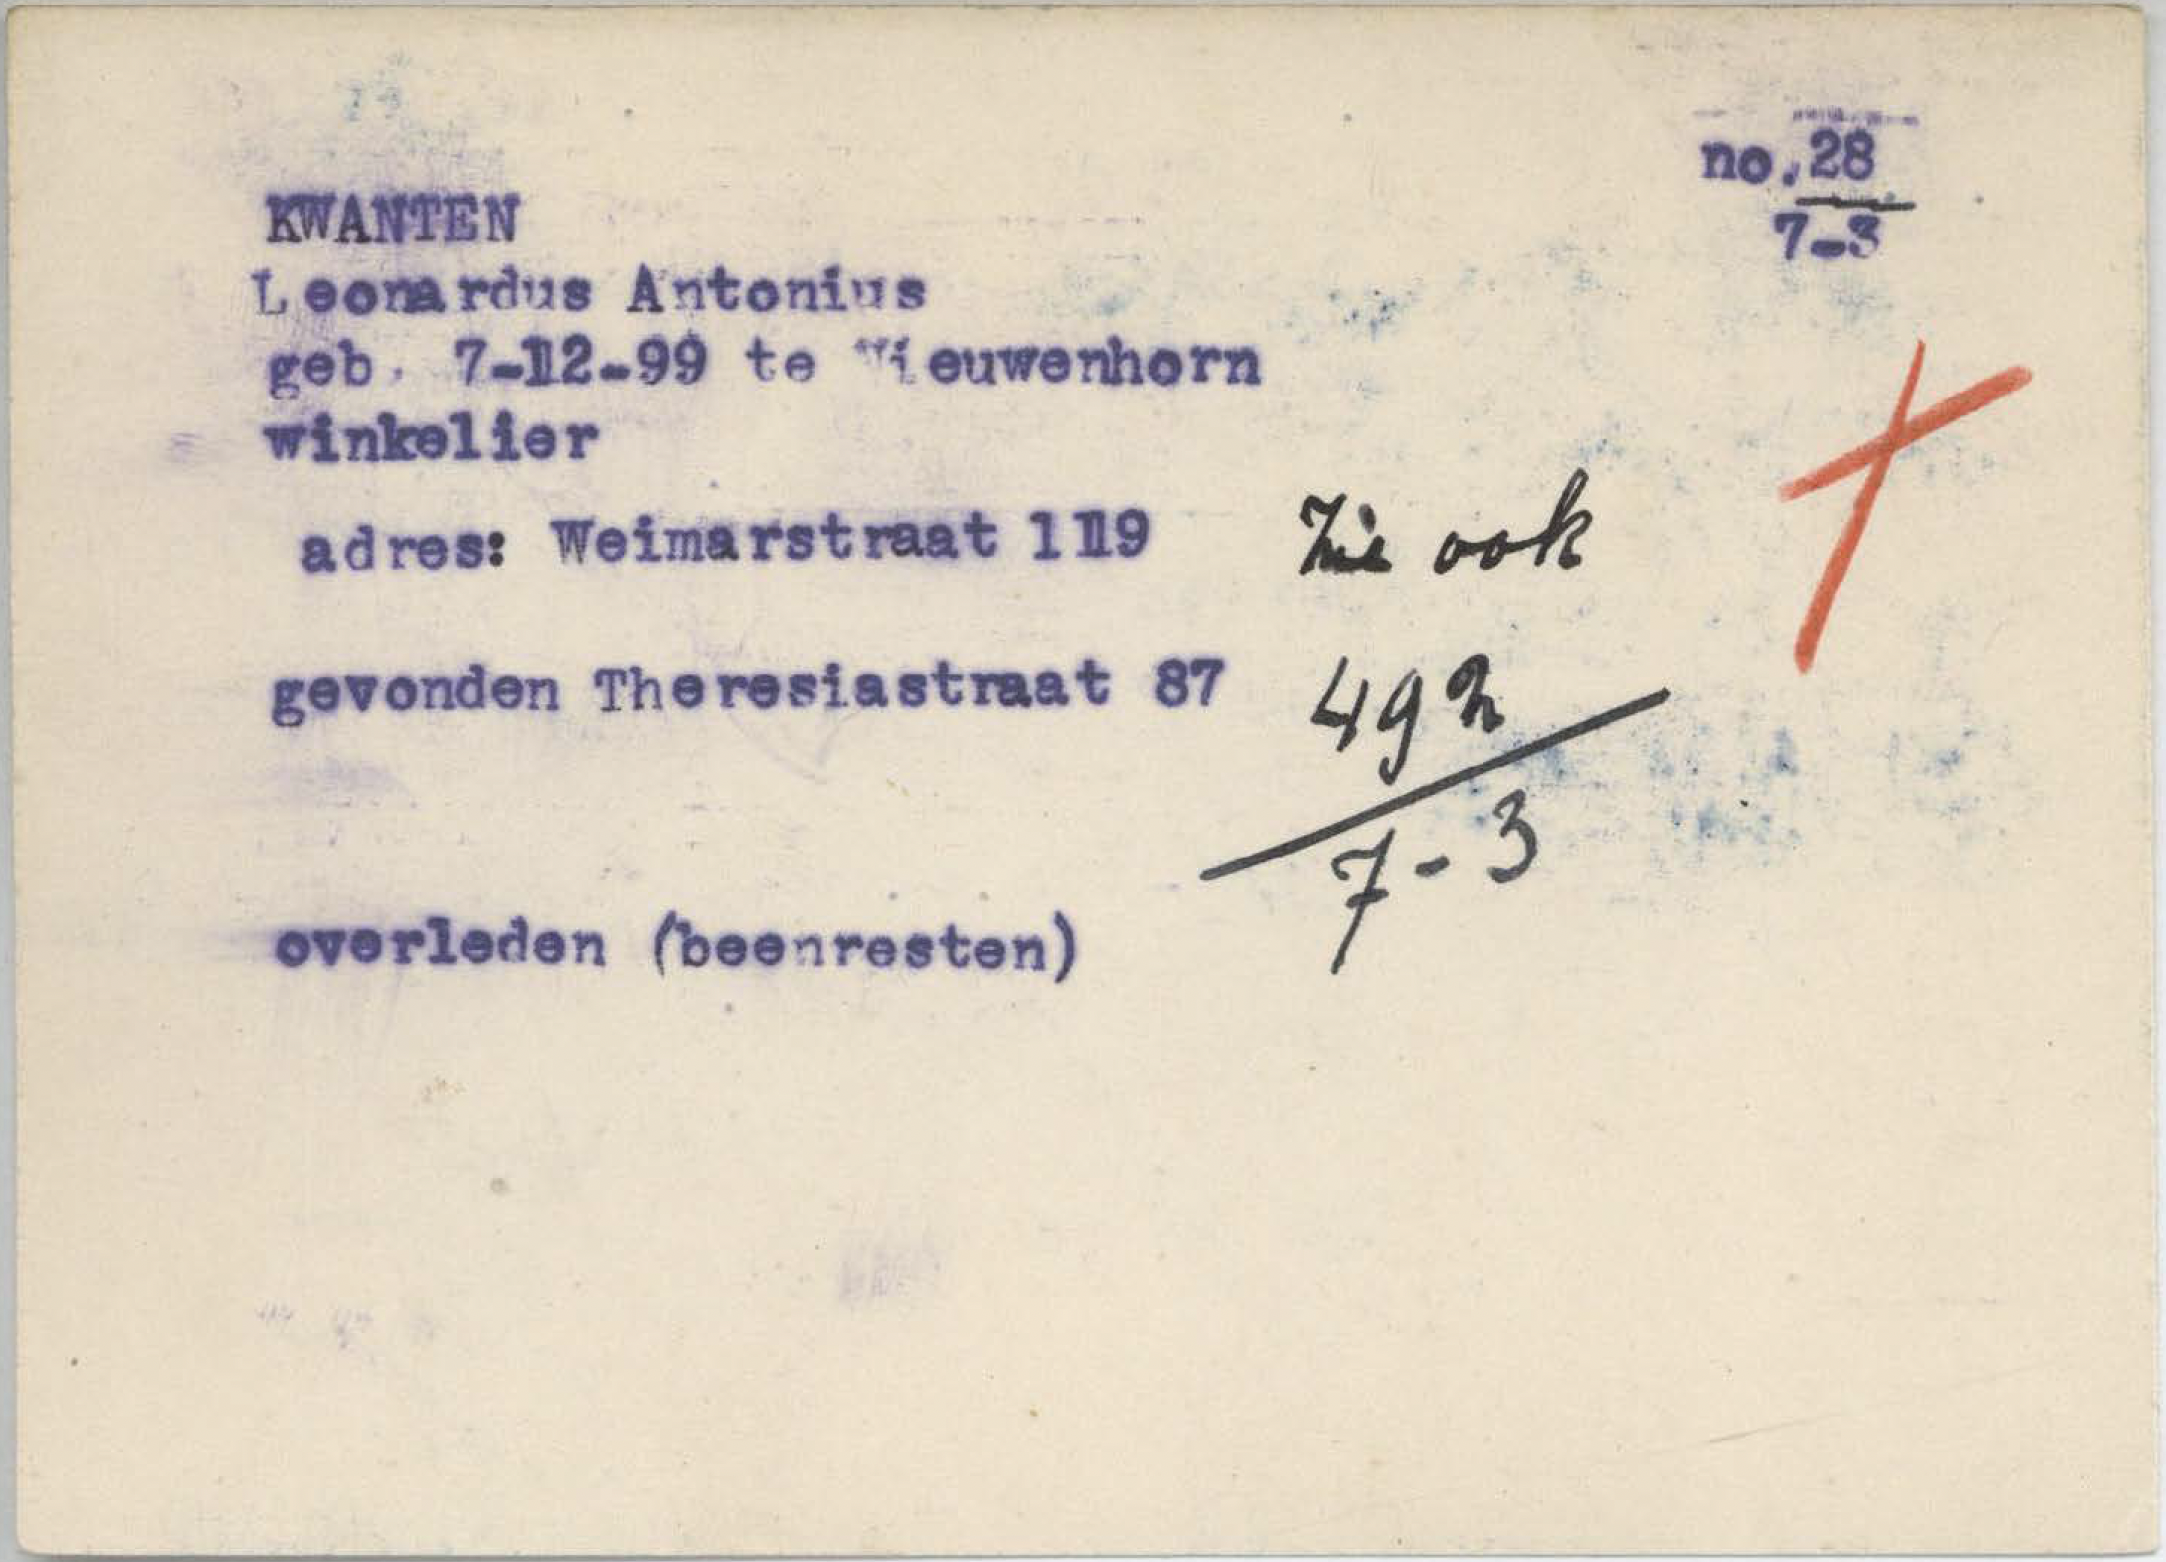 no. 28
7-3
KWANTEN
Leonardus Antonius
geb. 7-12-99 te Nieuwenhorn
winkelier
adres: Weimarstraat 119
Zie ook
gevonden Theresiastraat 87
492
7-3
overleden (beenresten)